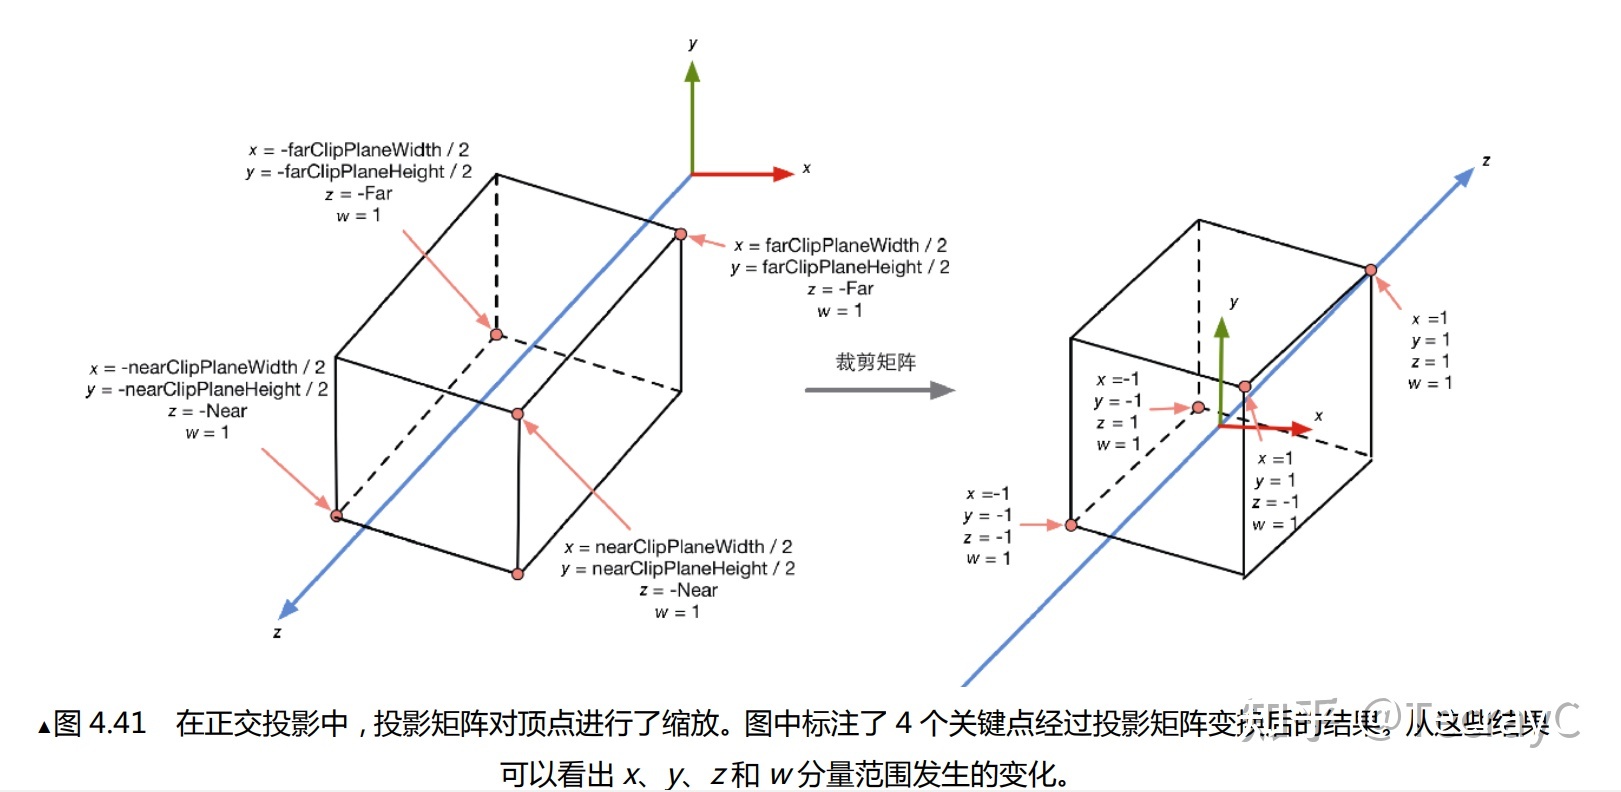 y
x
x = -farClipPlaneWidth / 2
y = -farClipPlaneHeight / 2
z = -Far
w = 1
x = farClipPlaneWidth / 2
y = farClipPlaneHeight / 2
z = -Far
w = 1
x = -nearClipPlaneWidth / 2
y = -nearClipPlaneHeight / 2
z = -Near
w = 1
x = nearClipPlaneWidth / 2
y = nearClipPlaneHeight / 2
z = -Near
w = 1
z
裁剪矩阵
z
y
x
x =1
y = 1
z = 1
w = 1
x =-1
y = -1
z = 1
w = 1
x =1
y = 1
z = -1
w = 1
x =-1
y = -1
z = -1
w = 1
▲图 4.41 在正交投影中，投影矩阵对顶点进行了缩放。图中标注了 4 个关键点经过投影矩阵变换后的结果。从这些结果
可以看出 x、y、z 和 w 分量范围发生的变化。
知乎 @TecrayC